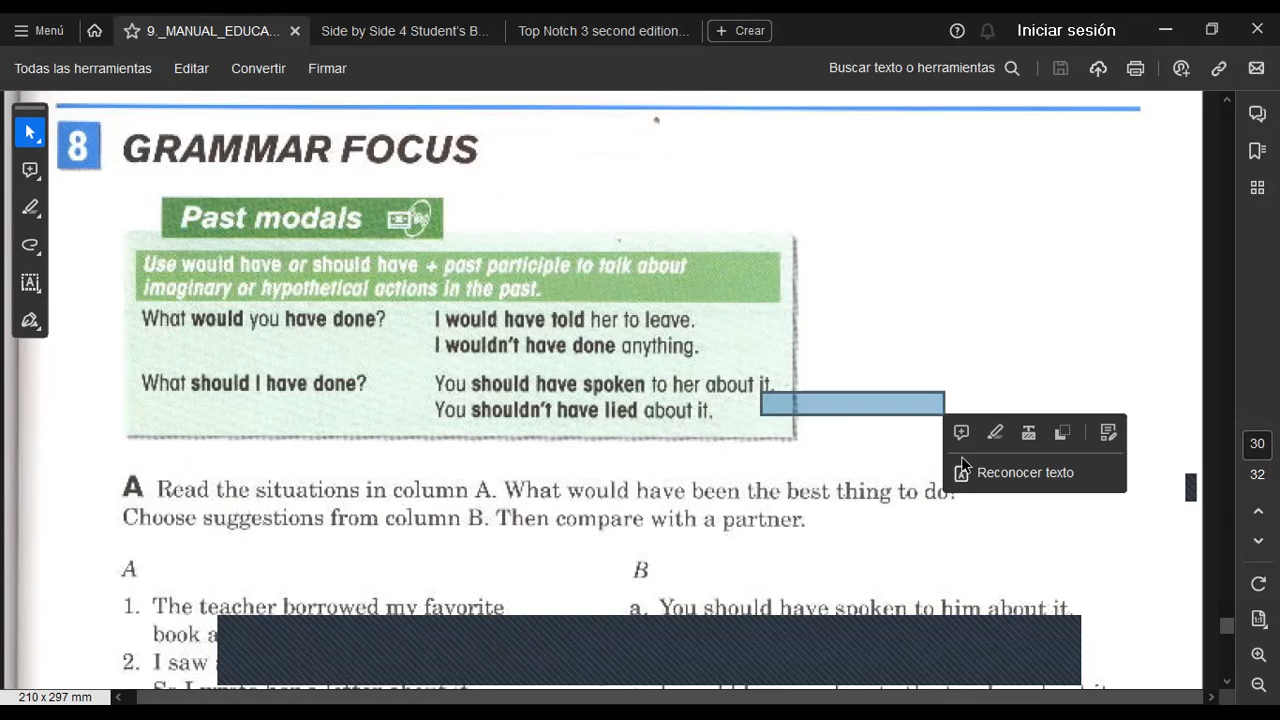 Menú
9._MANUAL_EDUCA...
Side by Side 4 Student's B...
Top Notch 3 second edition...
Crear
Iniciar sesión
Todas las herramientas
Editar
Convertir
Firmar
Buscar texto o herramientas
8 GRAMMAR FOCUS
Past modals
Use would have or should have + past participle to talk about
imaginary or hypothetical actions in the past.
What would you have done? I would have told her to leave.
I wouldn't have done anything.
What should I have done? You should have spoken to her about it.
You shouldn't have lied about it.
Reconocer texto
A Read the situations in column A. What would have been the best thing to do?
Choose suggestions from column B. Then compare with a partner.
A B
1. The teacher borrowed my favorite a. You should have spoken to him about it.
book
2. I saw
So I wrote her a letter about it
30
32
210 x 297 mm